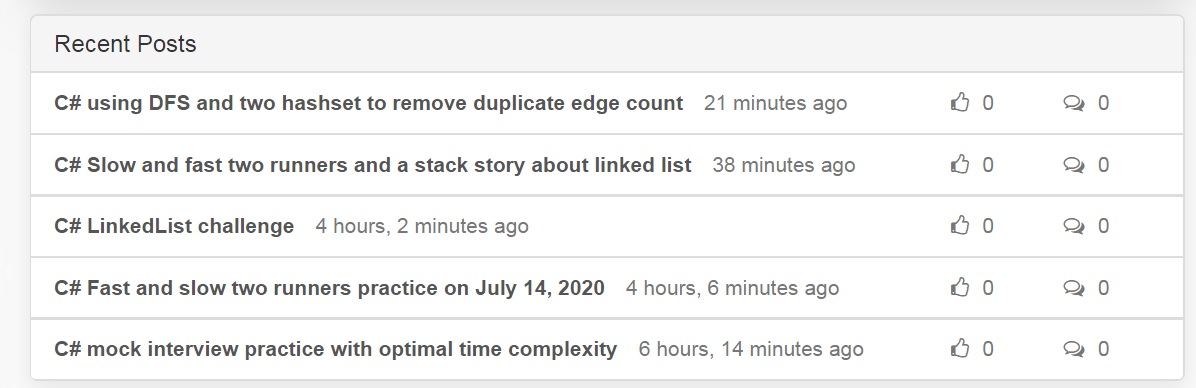 Recent Posts
C# using DFS and two hashset to remove duplicate edge count 21 minutes ago 0 0
C# Slow and fast two runners and a stack story about linked list 38 minutes ago 0 0
C# LinkedList challenge 4 hours, 2 minutes ago 0 0
C# Fast and slow two runners practice on July 14, 2020 4 hours, 6 minutes ago 0 0
C# mock interview practice with optimal time complexity 6 hours, 14 minutes ago 0 0